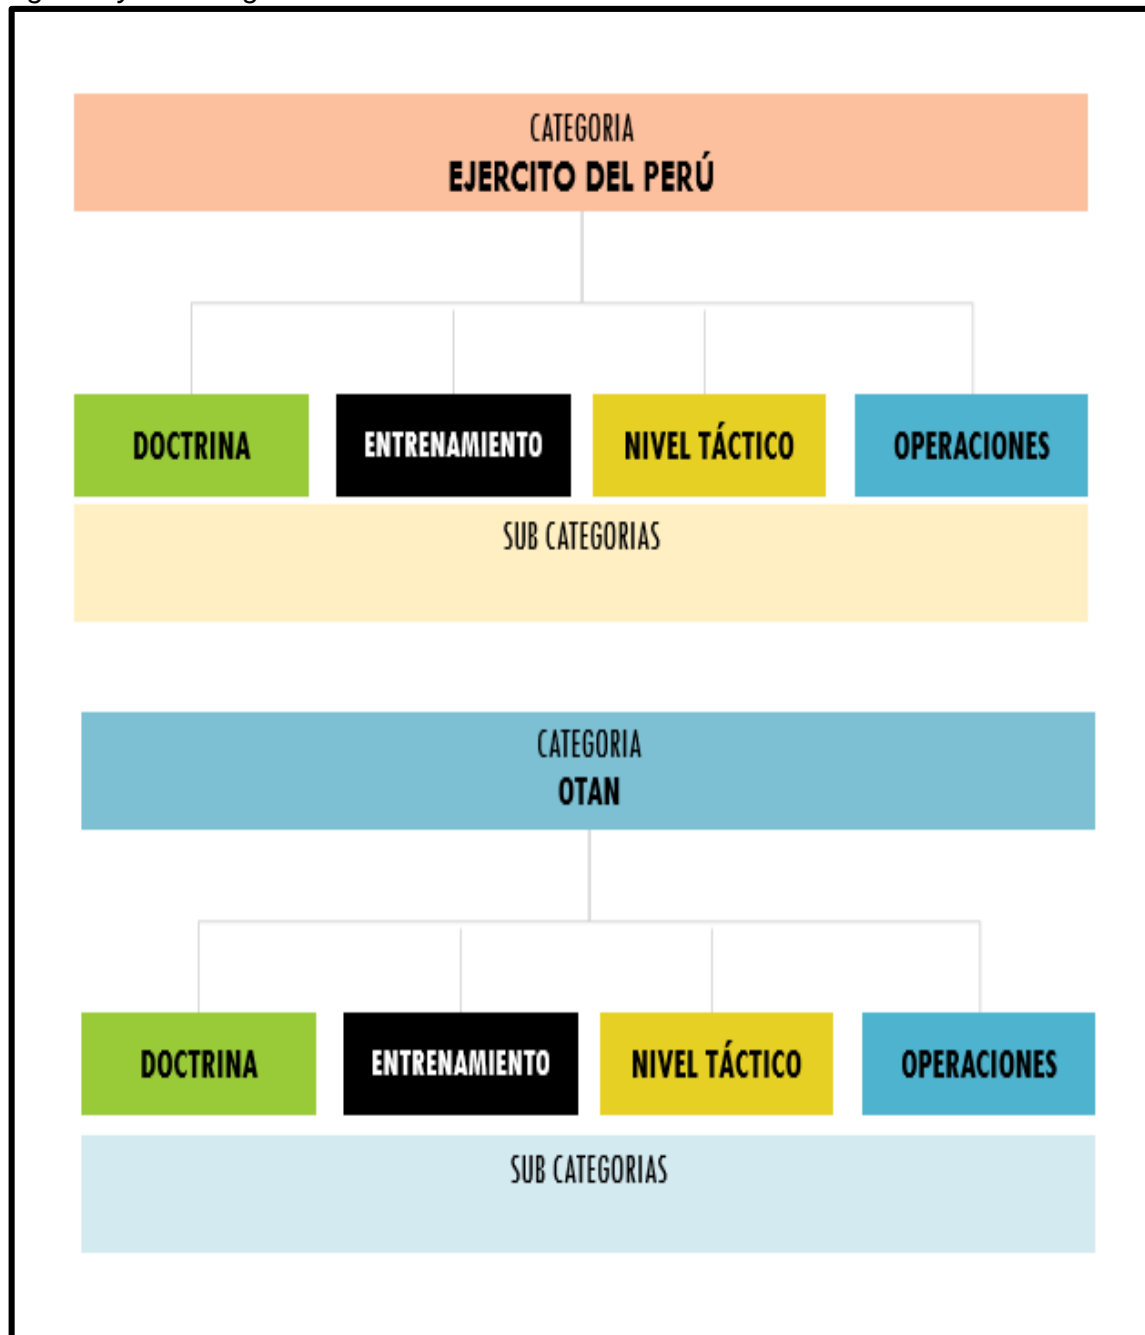 CATEGORIA
EJERCITO DEL PERÚ
DOCTRINA
ENTRENAMIENTO
NIVEL TÁCTICO
OPERACIONES
SUB CATEGORIAS
CATEGORIA
OTAN
DOCTRINA
ENTRENAMIENTO
NIVEL TÁCTICO
OPERACIONES
SUB CATEGORIAS